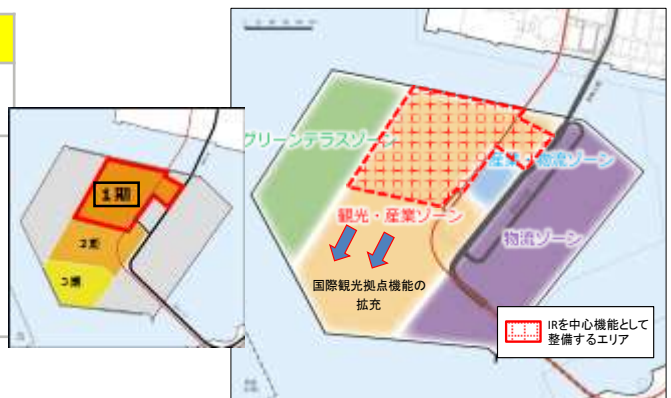 1期
2期
3期
グリーンテラスゾーン
産業・物流ゾーン
観光・産業ゾーン
物流ゾーン
国際観光拠点機能の
拡充
IRを中心機能として
整備するエリア